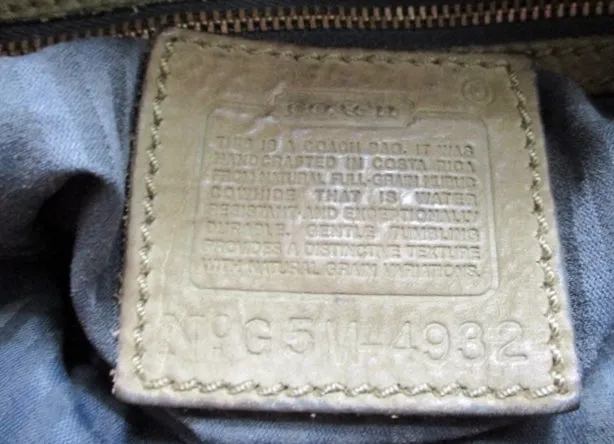 COACH
THIS IS A COACH BAG. IT WAS
HANDCRAFTED IN COSTA RICA
FROM NATURAL FULL-GRAIN
COWHIDE THAT IS WATER
RESISTANT AND EXCEPTIONALLY
DURABLE. GENTLE TUMBLING
PROVIDES A DISTINCTIVE TEXTURE
WITH NATURAL GRAIN VARIATIONS.
No G5M-4932